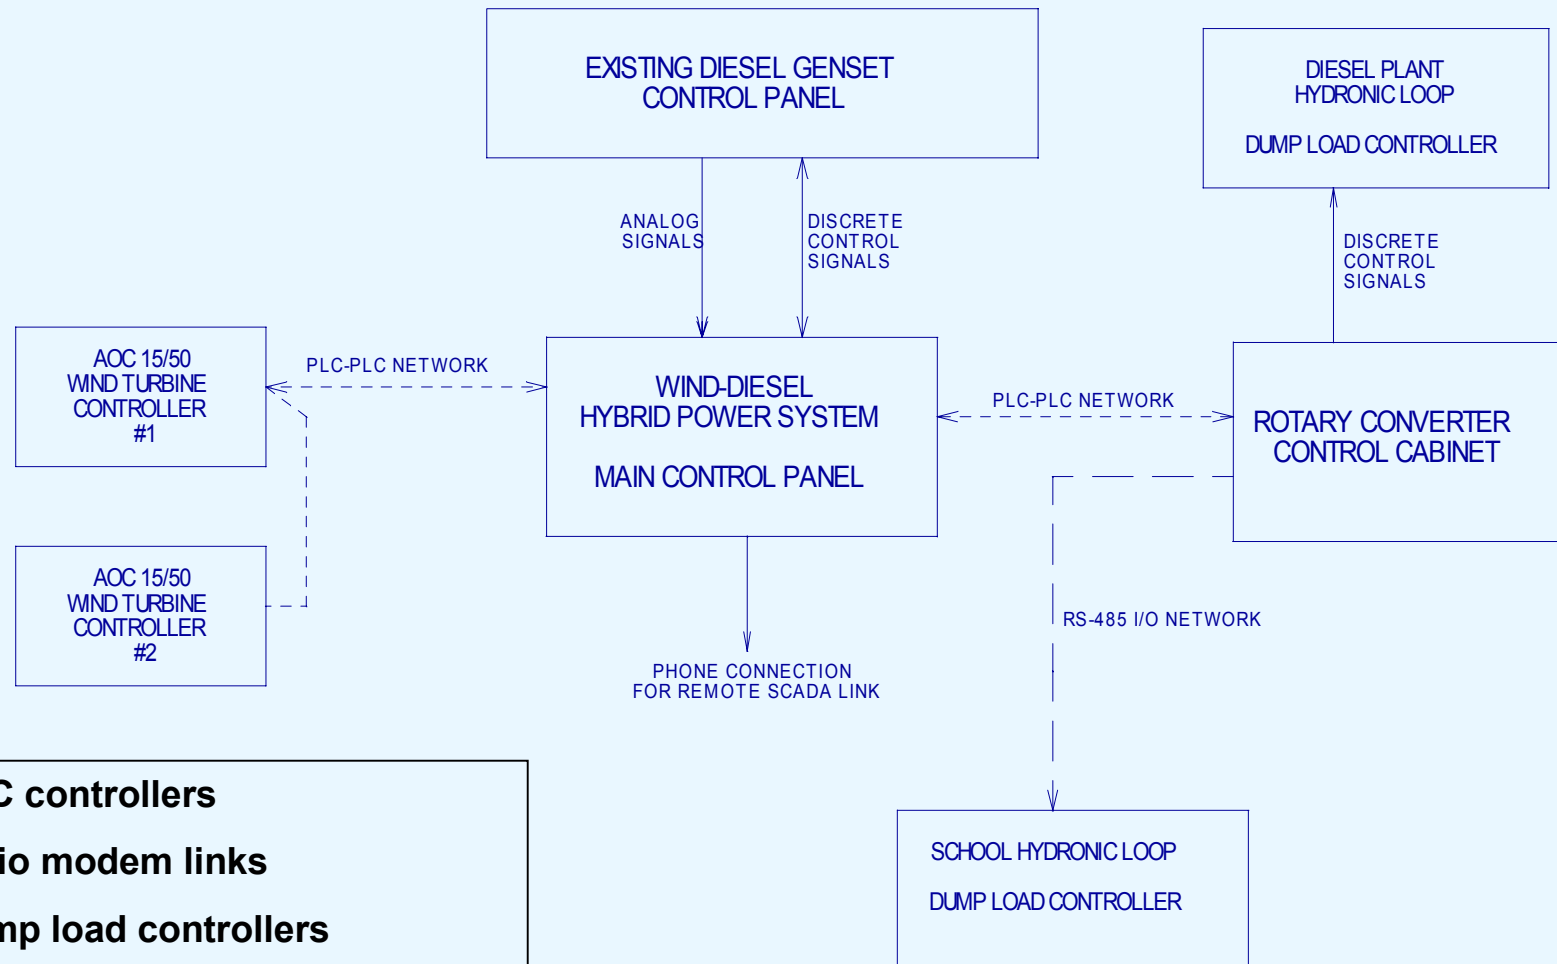 EXISTING DIESEL GENSET
CONTROL PANEL
DIESEL PLANT
HYDRONIC LOOP
DUMP LOAD CONTROLLER
ANALOG
SIGNALS
DISCRETE
CONTROL
SIGNALS
DISCRETE
CONTROL
SIGNALS
AOC 15/50
WIND TURBINE
CONTROLLER
#1
PLC-PLC NETWORK
WIND-DIESEL
HYBRID POWER SYSTEM
MAIN CONTROL PANEL
PLC-PLC NETWORK
ROTARY CONVERTER
CONTROL CABINET
AOC 15/50
WIND TURBINE
CONTROLLER
#2
RS-485 I/O NETWORK
PHONE CONNECTION
FOR REMOTE SCADA LINK
controllers
modem links
load controllers
SCHOOL HYDRONIC LOOP
DUMP LOAD CONTROLLER